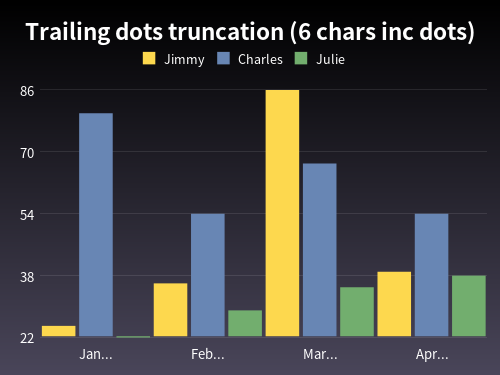 Trailing dots truncation (6 chars inc dots)
Jimmy Charles Julie
86
70
54
38
22
Jan... Feb... Mar... Apr...